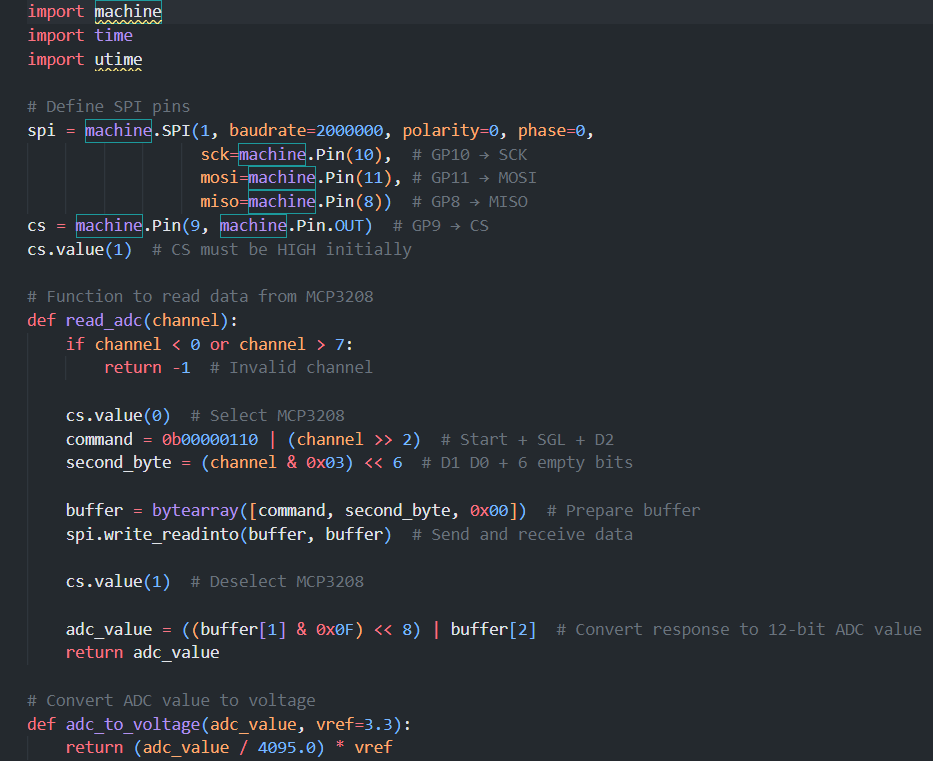 import machine
import time
import utime

# Define SPI pins
spi = machine.SPI(1, baudrate=2000000, polarity=0, phase=0,
                  sck=machine.Pin(10),  # GP10 → SCK
                  mosi=machine.Pin(11), # GP11 → MOSI
                  miso=machine.Pin(8))  # GP8 → MISO
cs = machine.Pin(9, machine.Pin.OUT)  # GP9 → CS
cs.value(1)  # CS must be HIGH initially

# Function to read data from MCP3208
def read_adc(channel):
    if channel < 0 or channel > 7:
        return -1  # Invalid channel

    cs.value(0)  # Select MCP3208
    command = 0b00000110 | (channel >> 2)  # Start + SGL + D2
    second_byte = (channel & 0x03) << 6  # D1 D0 + 6 empty bits

    buffer = bytearray([command, second_byte, 0x00])  # Prepare buffer
    spi.write_readinto(buffer, buffer)  # Send and receive data

    cs.value(1)  # Deselect MCP3208

    adc_value = ((buffer[1] & 0x0F) << 8) | buffer[2]  # Convert response to 12-bit ADC value
    return adc_value

# Convert ADC value to voltage
def adc_to_voltage(adc_value, vref=3.3):
    return (adc_value / 4095.0) * vref